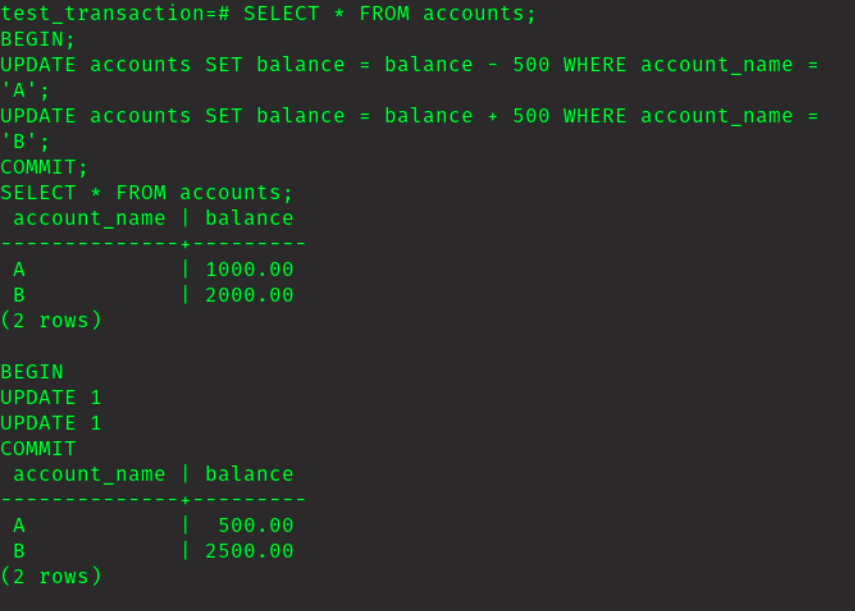 test_transaction=# SELECT * FROM accounts;
BEGIN;
UPDATE accounts SET balance = balance - 500 WHERE account_name =
'A';
UPDATE accounts SET balance = balance + 500 WHERE account_name =
'B';
COMMIT;
SELECT * FROM accounts;
 account_name | balance
--------------+---------
 A            | 1000.00
 B            | 2000.00
(2 rows)

BEGIN
UPDATE 1
UPDATE 1
COMMIT
 account_name | balance
--------------+---------
 A            |  500.00
 B            | 2500.00
(2 rows)